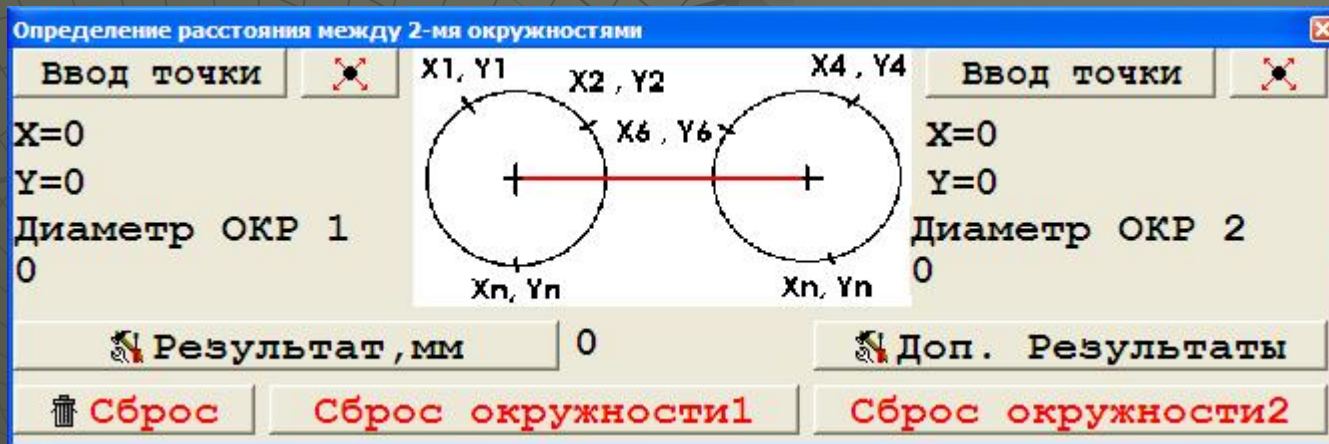 Определение расстояния между 2-мя окружностями
Ввод точки
X1, Y1
X2 , Y2
X4 , Y4
Ввод точки
X=0
X6 , Y6
X=0
Y=0
Y=0
Диаметр ОКР 1
Диаметр ОКР 2
0
0
Xn, Yn
Xn, Yn
Результат,мм
0
Доп. Результаты
Сброс
Сброс окружности1
Сброс окружности2